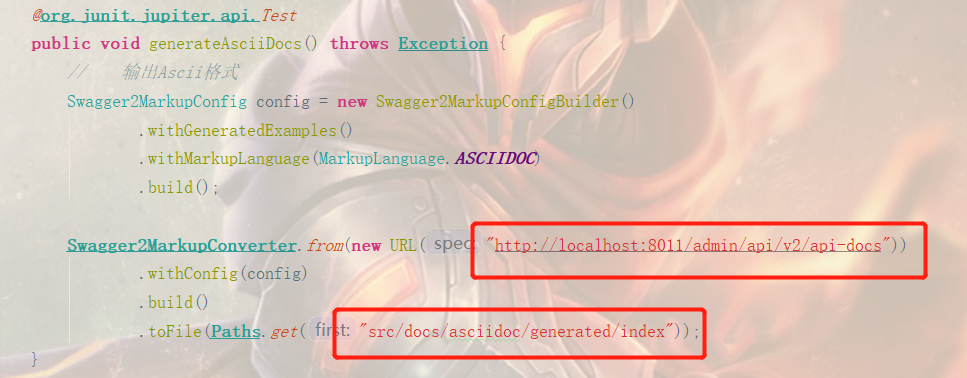 @org.junit.jupiter.api.Test
public void generateAsciiDocs() throws Exception {
//    输出Ascii格式
Swagger2MarkupConfig config = new Swagger2MarkupConfigBuilder()
.withGeneratedExamples()
.withMarkupLanguage(MarkupLanguage.ASCIIDOC)
.build();
Swagger2MarkupConverter.from(new URL( spec: "http://localhost:8011/admin/api/v2/api-docs"))
.withConfig(config)
.build()
.toFile(Paths.get( first: "src/docs/asciidoc/generated/index"));
}